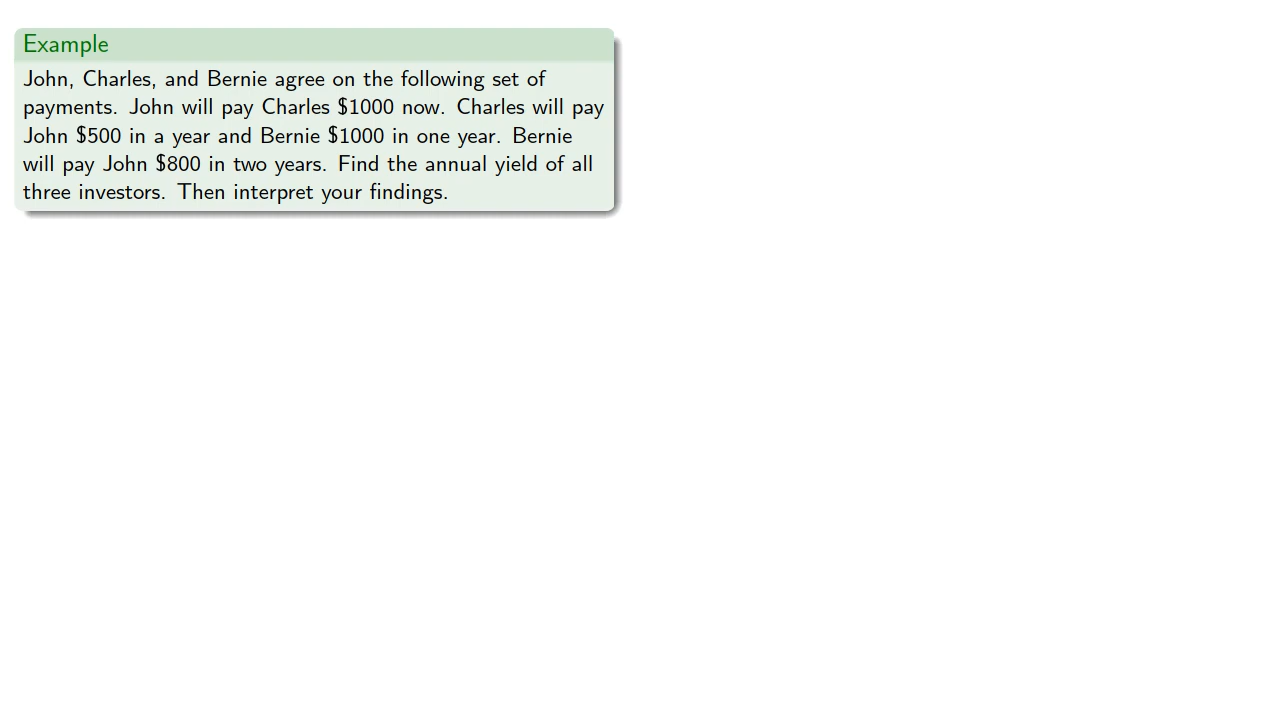 Example
John, Charles, and Bernie agree on the following set of
payments. John will pay Charles $1000 now. Charles will pay
John $500 in a year and Bernie $1000 in one year. Bernie
will pay John $800 in two years. Find the annual yield of all
three investors. Then interpret your findings.